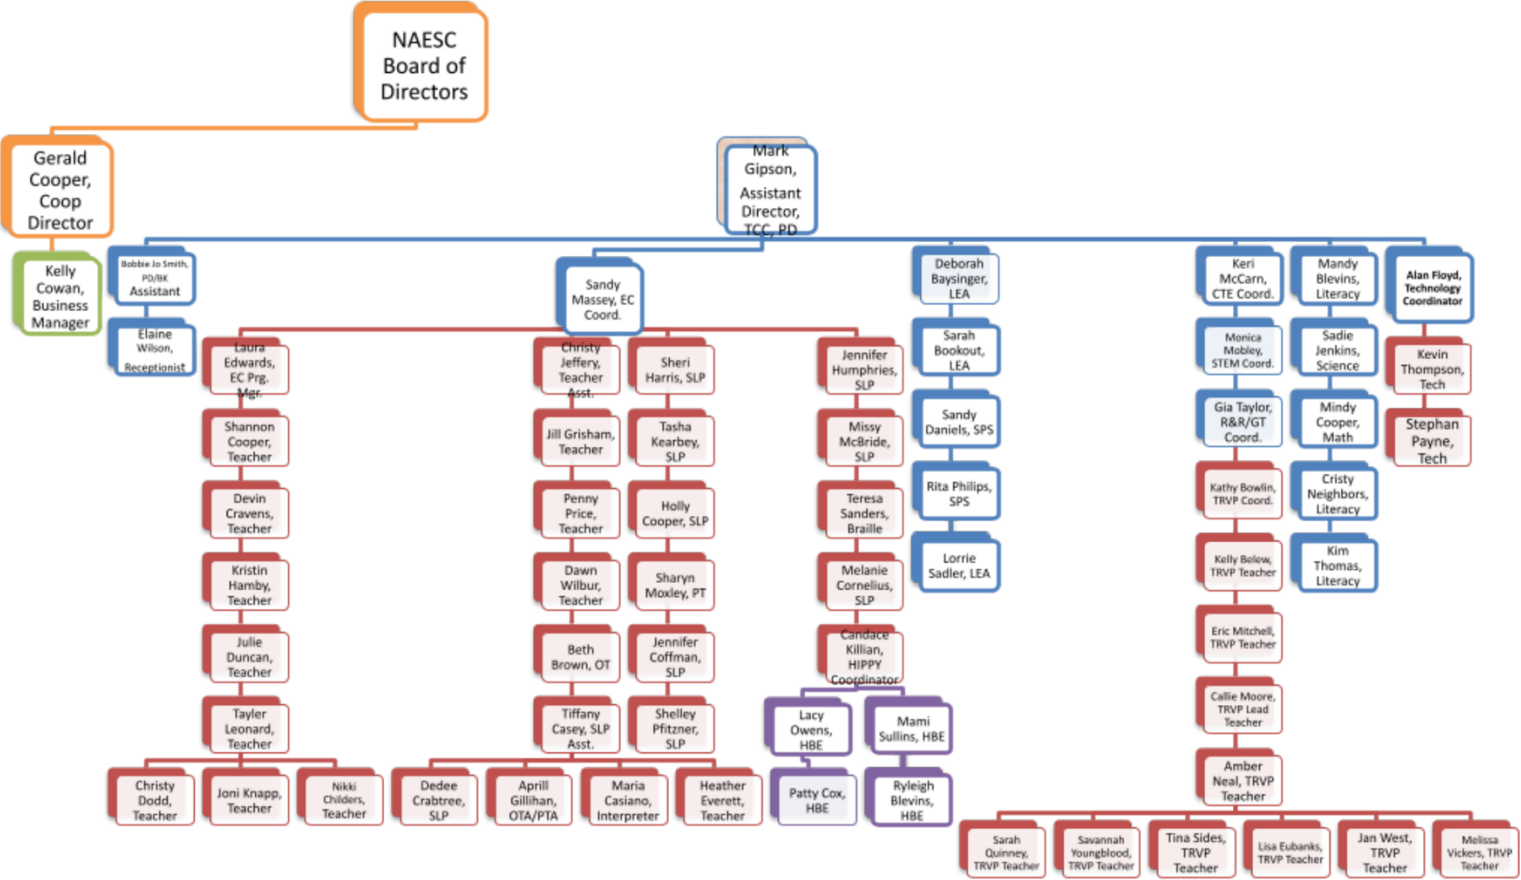 NAESC
Board of
Directors
Gerald
Cooper,
Coop
Director
Mark
Gipson,
Assistant
Director,
TCC, PD
Kelly
Cowan,
Business
Manager
Bobbie Jo Smith,
PD/BK
Assistant
Elaine
Wilson,
Receptionist
Sandy
Massey, EC
Coord.
Laura
Edwards,
EC Prg.
Mgr.
Shannon
Cooper,
Teacher
Devin
Cravens,
Teacher
Kristin
Hamby,
Teacher
Julie
Duncan,
Teacher
Tayler
Leonard,
Teacher
Christy
Dodd,
Teacher
Joni Knapp,
Teacher
Nikki
Childers,
Teacher
Christy
Jeffery,
Teacher
Asst.
Jill Grisham,
Teacher
Penny
Price,
Teacher
Dawn
Wilbur,
Teacher
Beth
Brown, OT
Tiffany
Casey, SLP
Asst.
Dedee
Crabtree,
SLP
Aprill
Gillihan,
OTA/PTA
Maria
Casiano,
Interpreter
Heather
Everett,
Teacher
Sheri
Harris, SLP
Tasha
Kearbey,
SLP
Holly
Cooper, SLP
Sharyn
Moxley, PT
Jennifer
Coffman,
SLP
Shelley
Pfitzner,
SLP
Jennifer
Humphries,
SLP
Missy
McBride,
SLP
Teresa
Sanders,
Braille
Melanie
Cornelius,
SLP
Candace
Killian,
HIPPY
Coordinator
Lacy
Owens,
HBE
Patty Cox,
HBE
Mami
Sullins, HBE
Ryleigh
Blevins,
HBE
Deborah
Baysinger,
LEA
Sarah
Bookout,
LEA
Sandy
Daniels, SPS
Rita Philips,
SPS
Lorrie
Sadler, LEA
Keri
McCarn,
CTE Coord.
Monica
Mobley,
STEM Coord.
Gia Taylor,
R&R/GT
Coord.
Kathy Bowlin,
TRVP Coord.
Kelly Belew,
TRVP Teacher
Eric Mitchell,
TRVP Teacher
Callie Moore,
TRVP Lead
Teacher
Amber
Neal, TRVP
Teacher
Sarah
Quinney,
TRVP Teacher
Savannah
Youngblood,
TRVP Teacher
Tina Sides,
TRVP
Teacher
Lisa Eubanks,
TRVP Teacher
Jan West,
TRVP
Teacher
Melissa
Vickers, TRVP
Teacher
Mandy
Blevins,
Literacy
Sadie
Jenkins,
Science
Mindy
Cooper,
Math
Cristy
Neighbors,
Literacy
Kim
Thomas,
Literacy
Alan Floyd,
Technology
Coordinator
Kevin
Thompson,
Tech
Stephan
Payne,
Tech